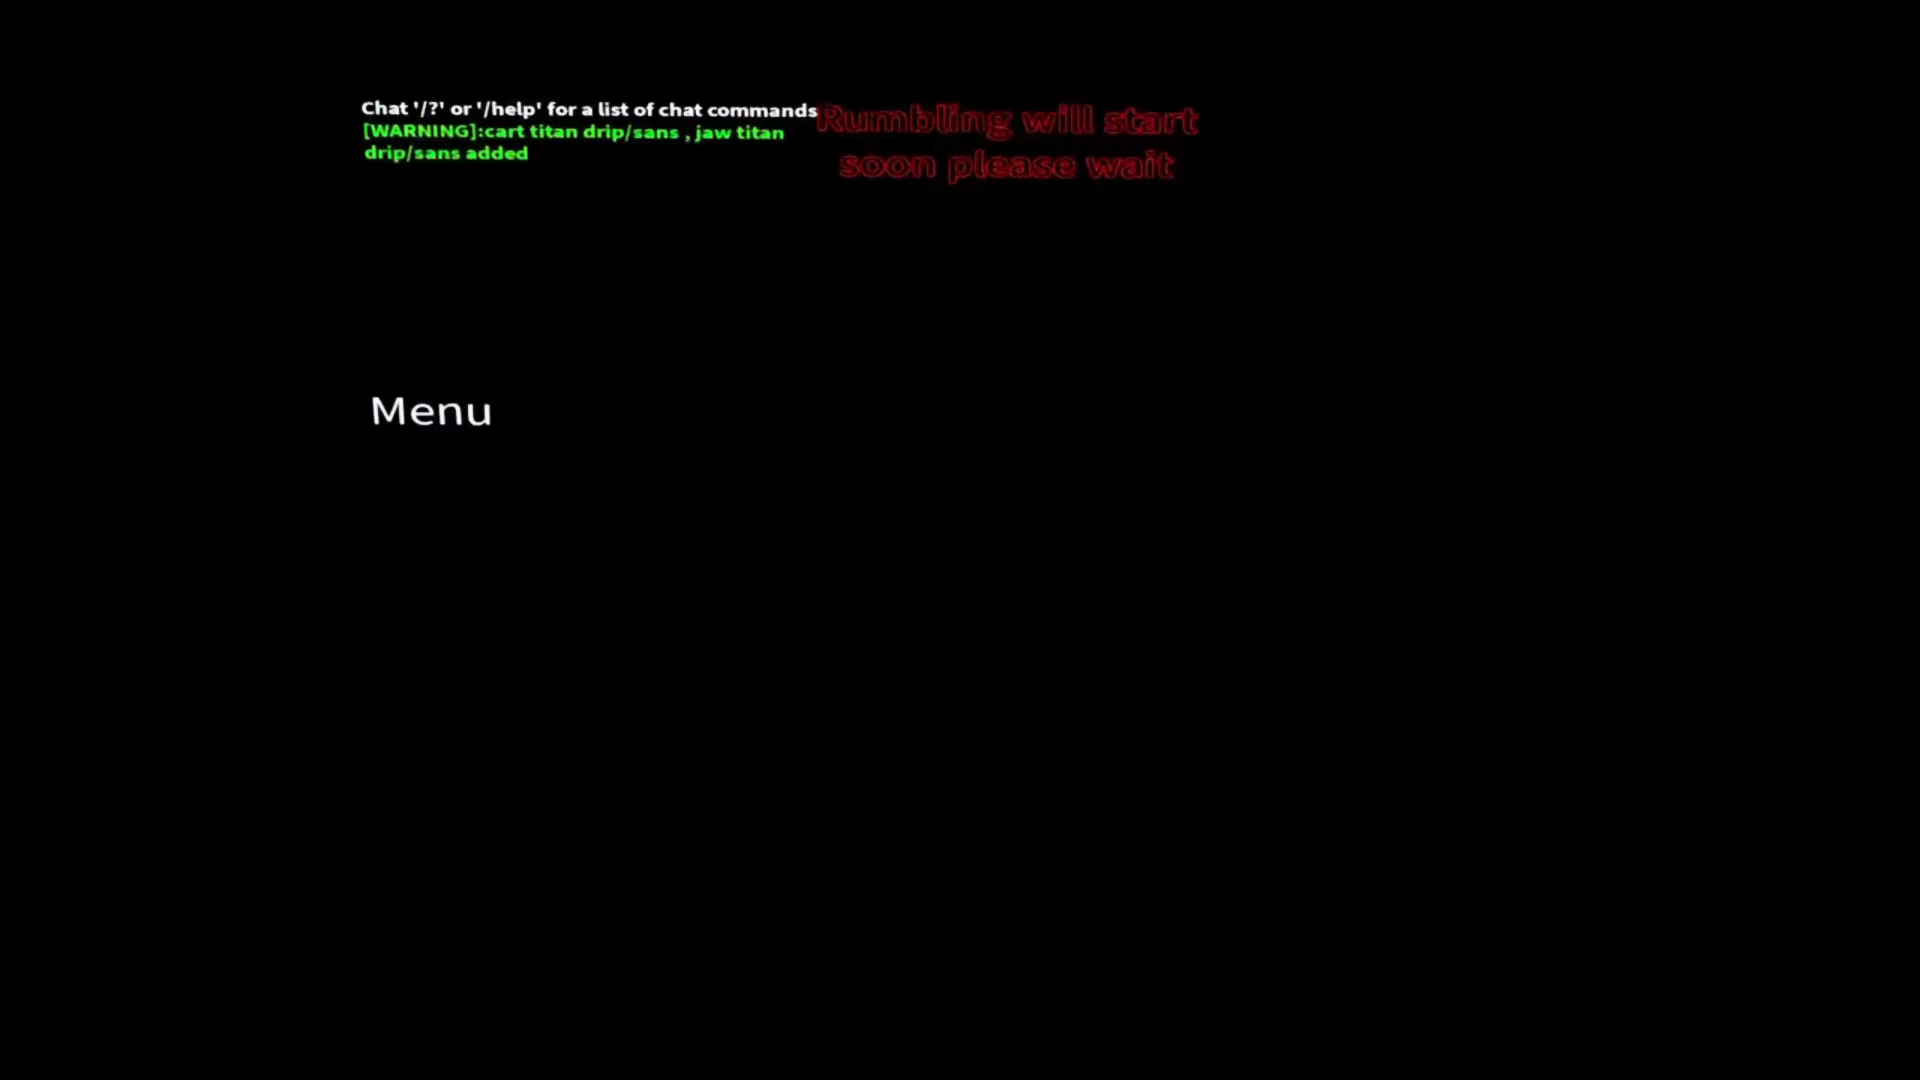 Chat '/?' or '/help' for a list of chat commands
[WARNING]:cart titan drip/sans , jaw titan
drip/sans added
Rumbling will start
soon please wait
Menu